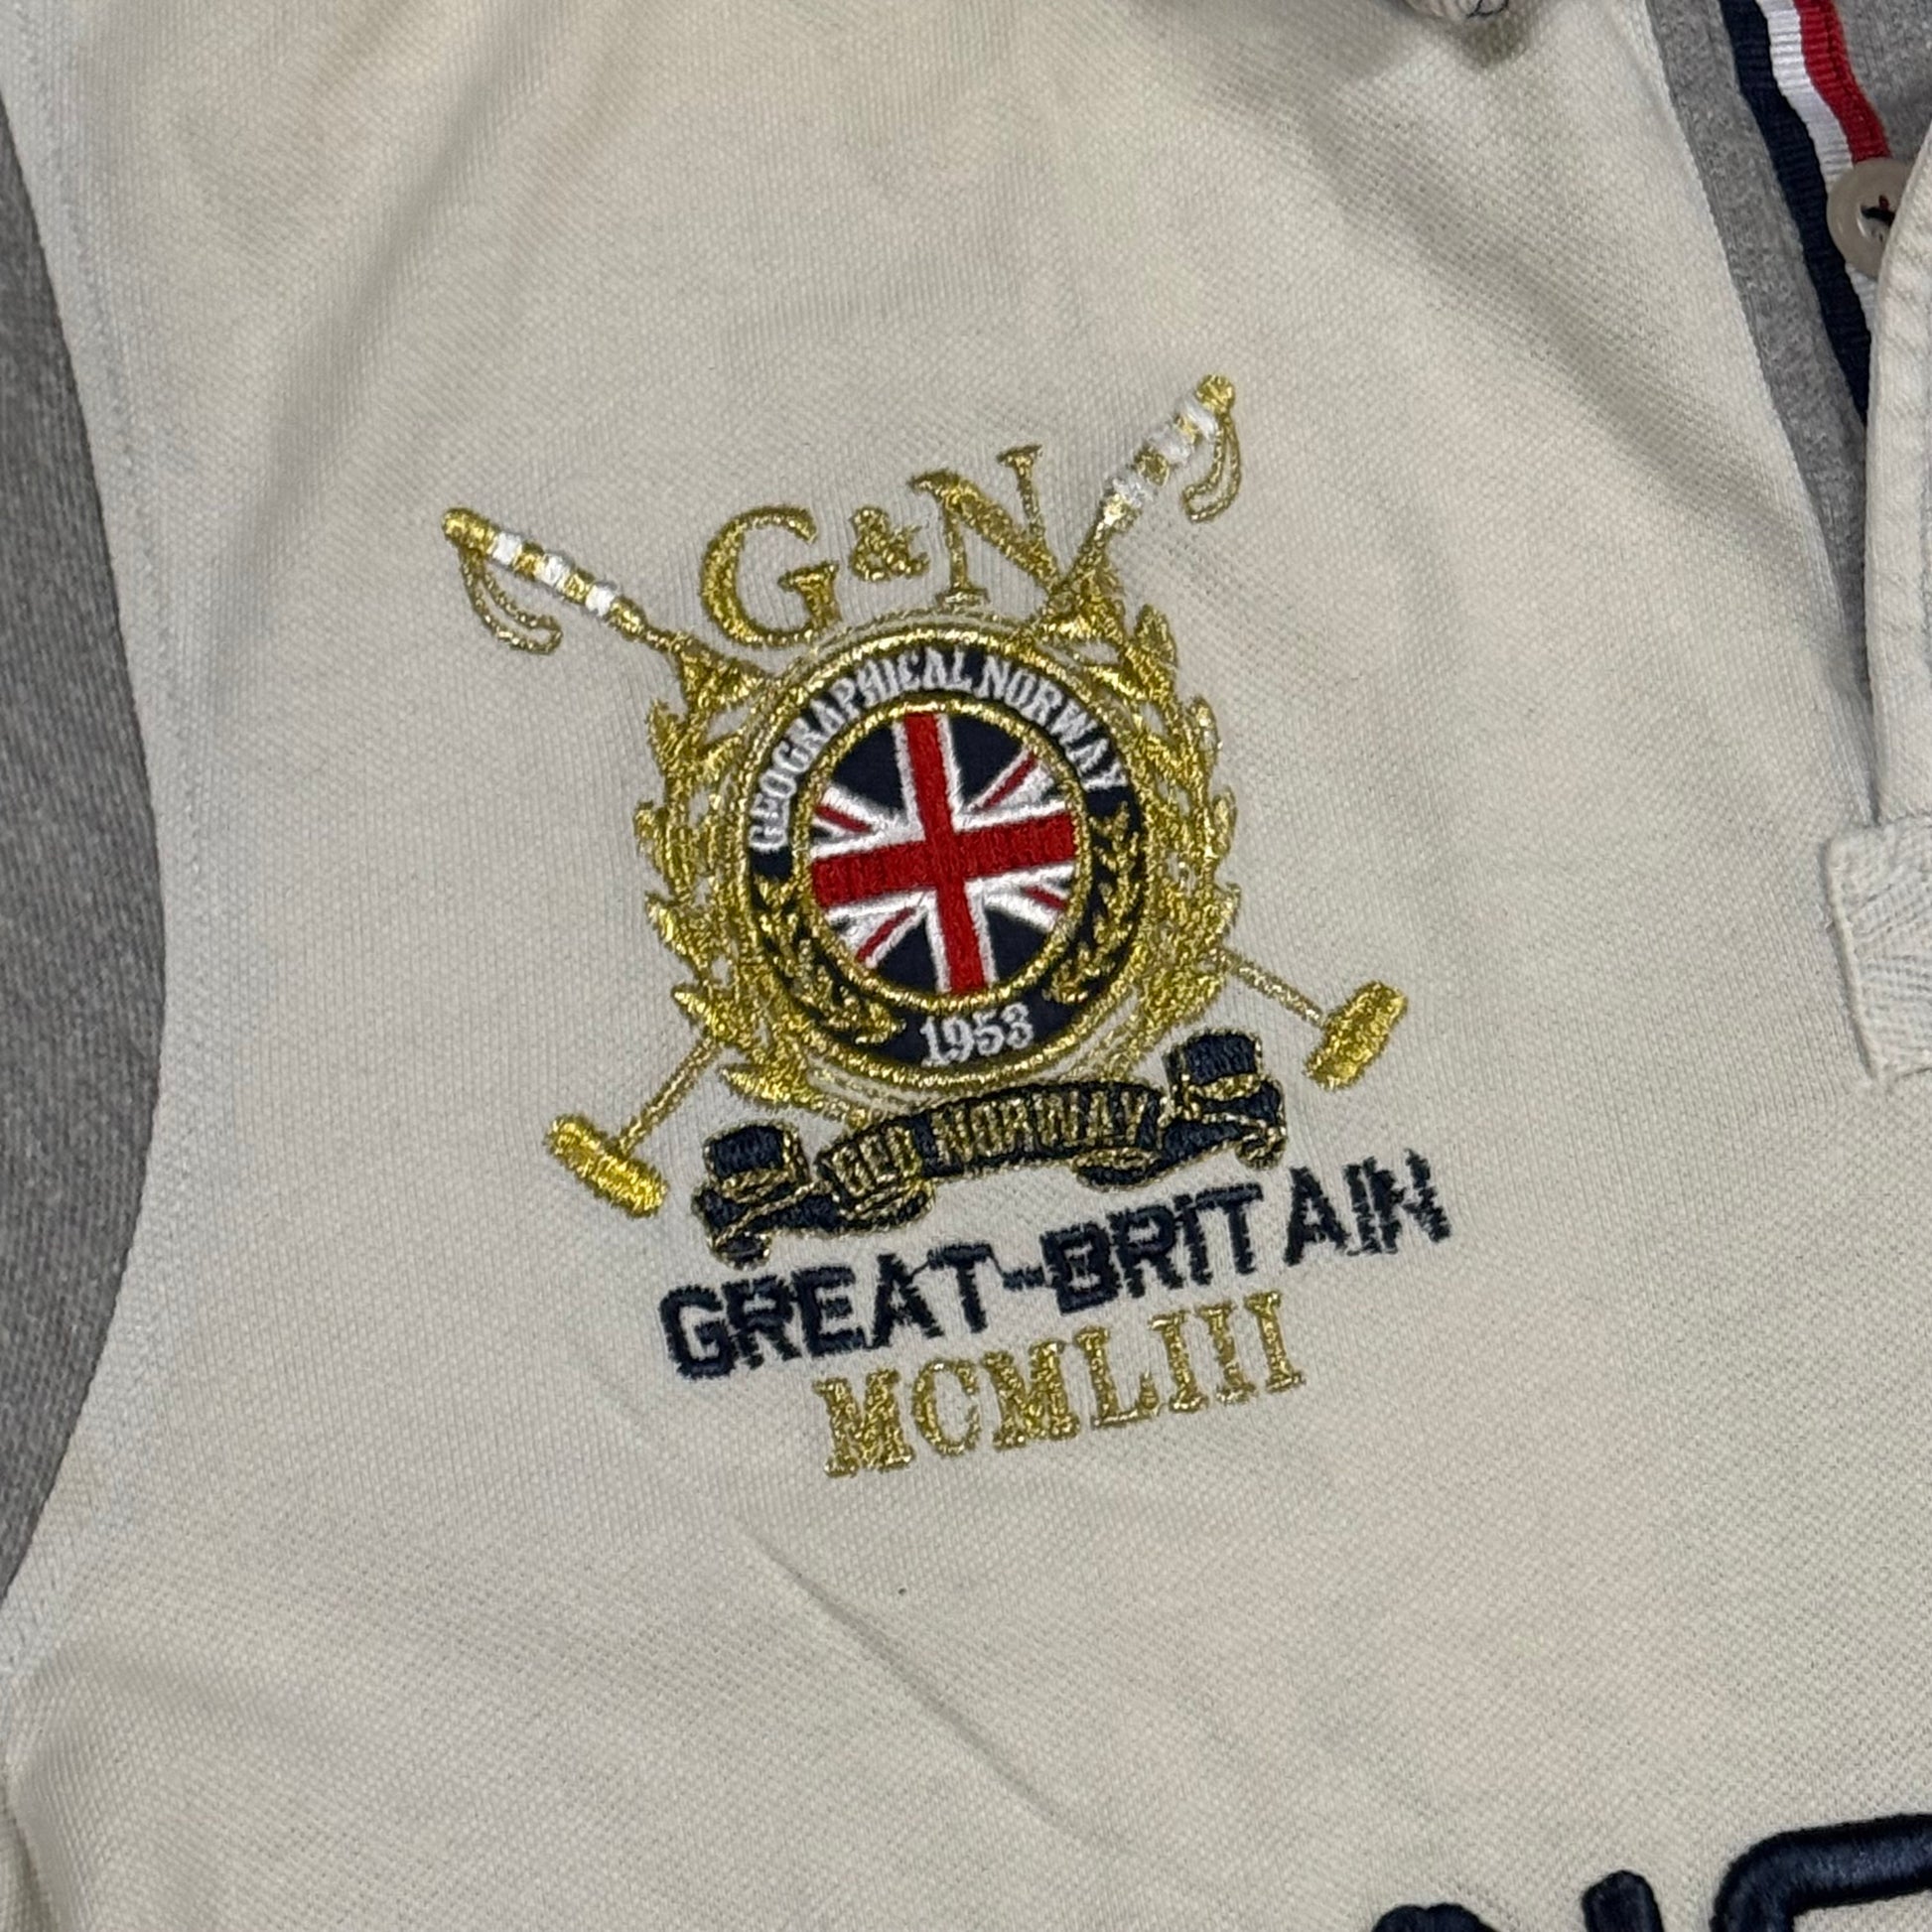 G&N
GEOGRAPHICAL NORWAY
1953
GEO NORWAY
GREAT-BRITAIN
MCMLIII